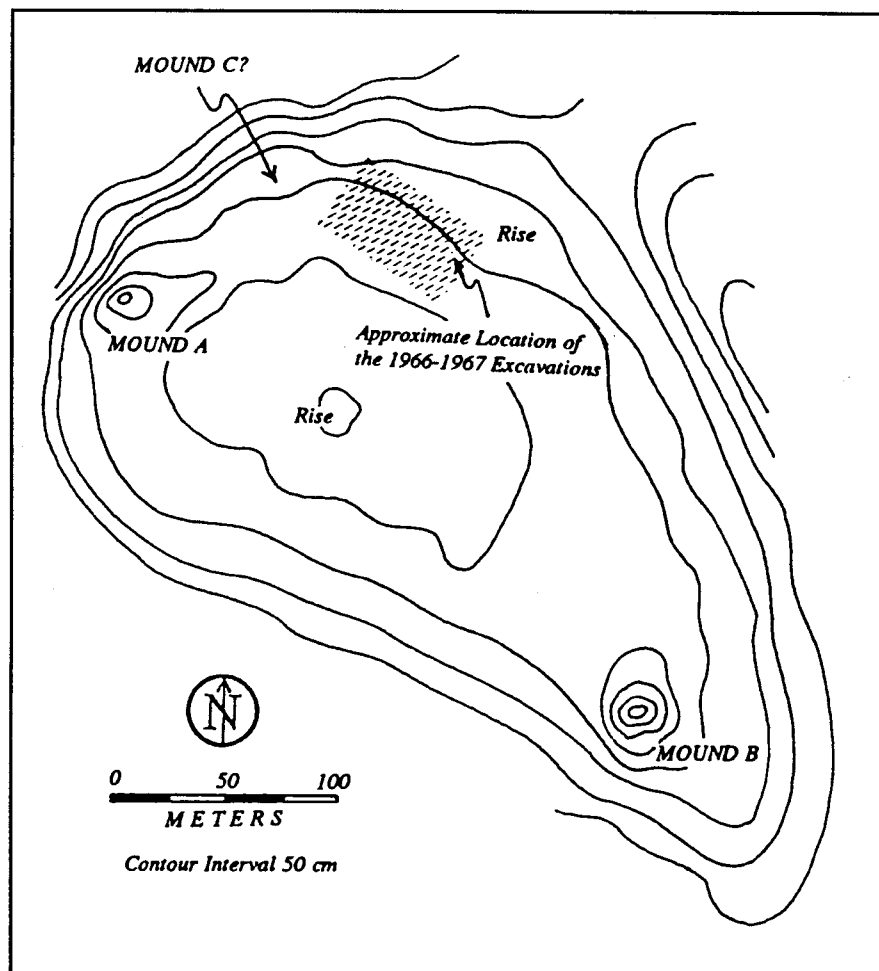 MOUND C?
Rise
MOUND A
Approximate Location of
the 1966-1967 Excavations
Rise
MOUND B
N
0 50 100
METERS
Contour Interval 50 cm